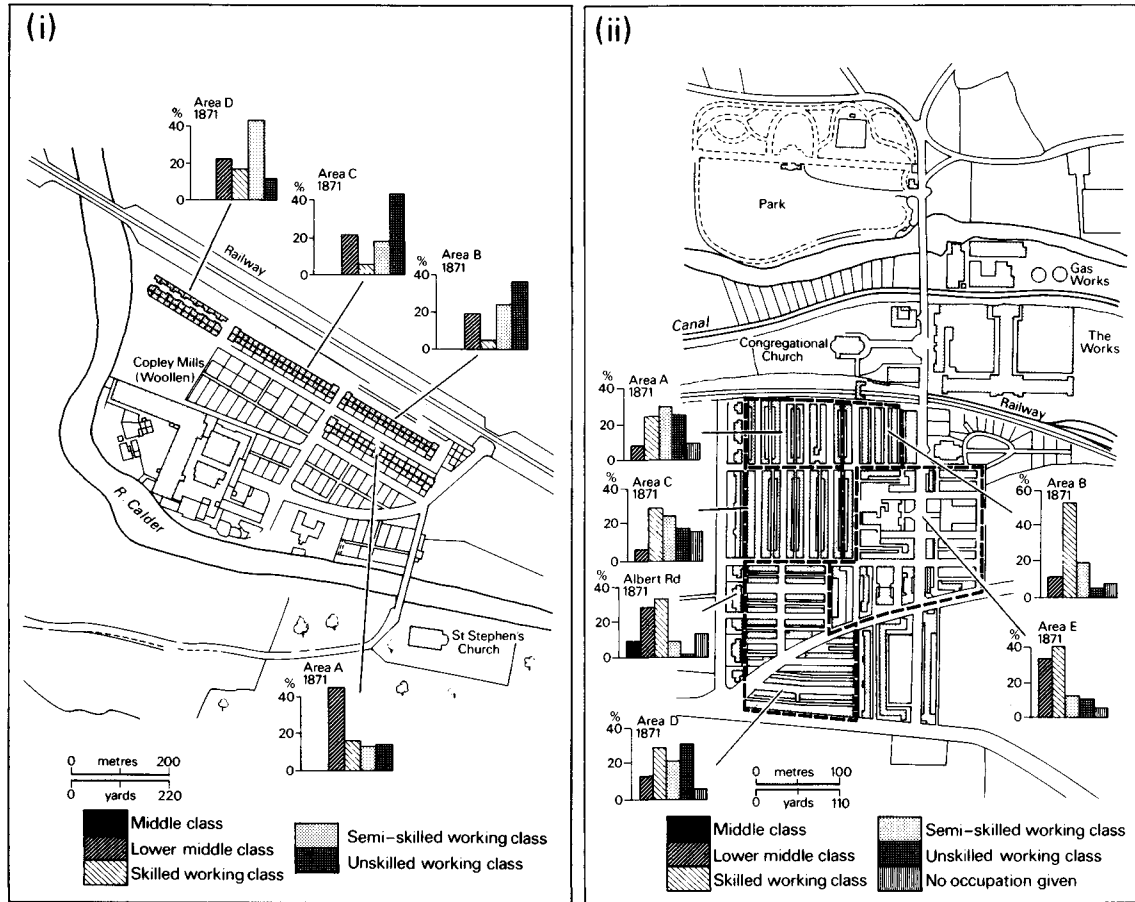 (i)
Area D
1871
%
40
20
0
Area C
1871
%
40
20
0
Area B
1871
%
40
20
0
Railway
Copley Mills
(Woollen)
R. Calder
St Stephen's
Church
Area A
1871
%
40
20
0
0 metres 200
0 yards 220
Middle class
Lower middle class
Skilled working class
Semi-skilled working class
Unskilled working class
(ii)
Park
Gas
Works
Canal
Congregational
Church
The
Works
Railway
Area A
1871
%
40
20
0
Area C
1871
%
40
20
0
Albert Rd
1871
%
40
20
0
Area D
1871
%
40
20
0
Area B
1871
%
60
40
20
0
Area E
1871
%
40
20
0
0 metres 100
0 yards 110
Middle class
Lower middle class
Skilled working class
Semi-skilled working class
Unskilled working class
No occupation given